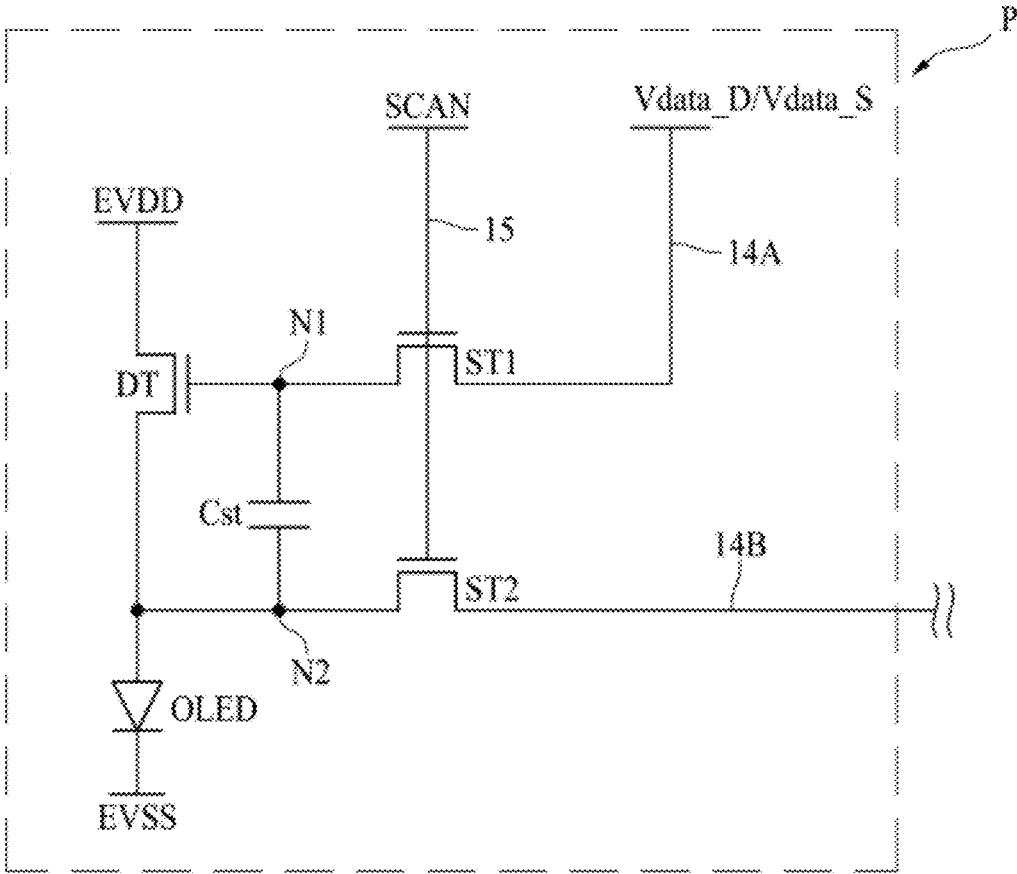 P
SCAN
Vdata_D/Vdata_S
EVDD
15
14A
N1
ST1
DT
Cst
14B
ST2
N2
OLED
EVSS